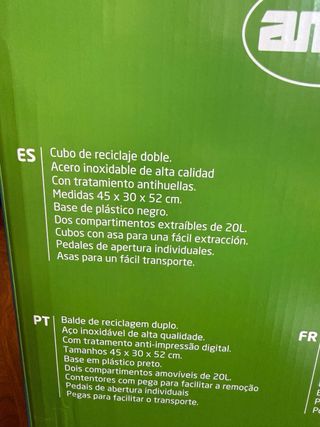 ES
Cubo de reciclaje doble.
Acero inoxidable de alta calidad
Con tratamiento antihuellas.
Medidas 45 x 30 x 52 cm.
Base de plástico negro.
Dos compartimentos extraíbles de 20L.
Cubos con asa para una fácil extracción.
Pedales de apertura individuales.
Asas para un fácil transporte.
PT
Balde de reciclagem duplo.
Aço inoxidável de alta qualidade.
Com tratamento anti-impressão digital.
Tamanhos 45 x 30 x 52 cm.
Base em plástico preto.
Dois compartimentos amovíveis de 20L.
Contentores com pega para facilitar a remoção
Pedais de abertura individuais
Pegas para facilitar o transporte.
FR